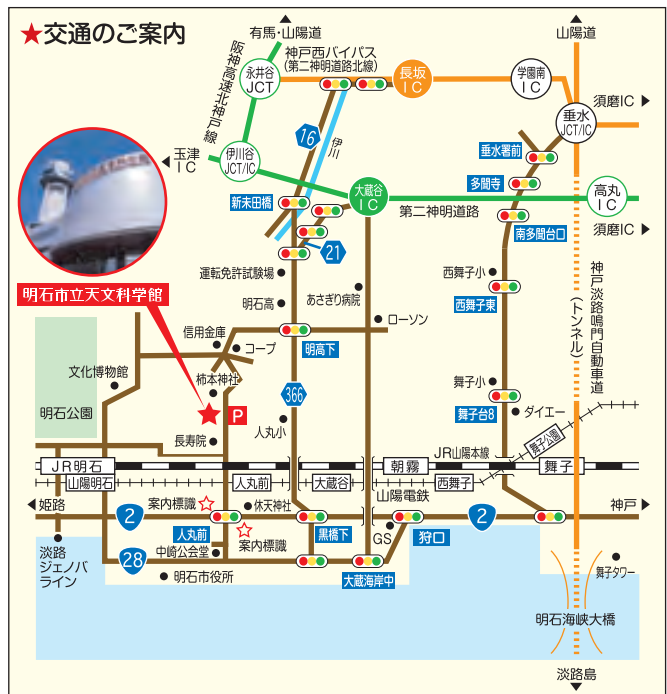 ★交通のご案内
有馬・山陽道
山陽道
阪神高速北神戸線
神戸西バイパス
(第二神明道路北線)
永井谷
JCT
長坂
IC
学園南
IC
須磨IC
垂水
JCT/IC
16
伊川
玉津
IC
伊川谷
JCT/IC
垂水署前
多聞寺
大蔵谷
IC
高丸
IC
新未田橋
第二神明道路
南多聞台口
須磨IC
21
運転免許試験場
西舞子小
あさぎり病院
西舞子東
神戸淡路鳴門自動車道
(トンネル)
明石市立天文科学館
明石高
ローソン
信用金庫
コープ
明高下
文化博物館
柿本神社
366
舞子小
明石公園
P
人丸小
舞子台8
ダイエー
長寿院
舞子公園
JR山陽本線
JR明石
朝霧
舞子
山陽明石
人丸前
大蔵谷
西舞子
山陽電鉄
姫路
案内標識
休天神社
神戸
2
2
人丸前
黒橋下
GS
狩口
案内標識
淡路
ジェノバ
ライン
28
中崎公会堂
明石市役所
大蔵海岸中
舞子タワー
明石海峡大橋
淡路島